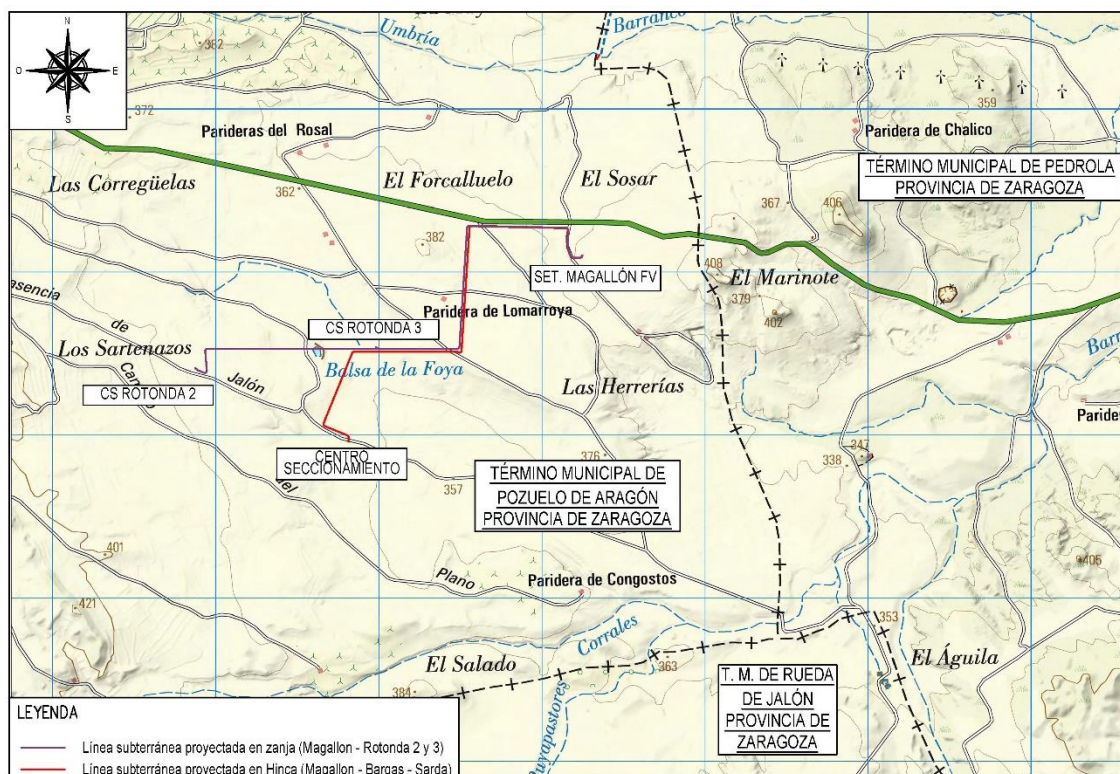 N
O
E
S
Umbría
Barranco
382
372
359
Parideras del Rosal
Paridera de Chalico
TÉRMINO MUNICIPAL DE PEDROLA
PROVINCIA DE ZARAGOZA
Las Corregüelas
El Forcalluelo
El Sosar
362
367
406
382
SET. MAGALLÓN FV
408
El Marinote
379
402
asencia
de
Paridera de Lomarroya
CS ROTONDA 3
Los Sartenazos
Balsa de la Foya
Jalón
CS ROTONDA 2
Las Herrerías
Barr
Paride
CENTRO
SECCIONAMIENTO
376
347
338
357
TÉRMINO MUNICIPAL DE
POZUELO DE ARAGÓN
PROVINCIA DE ZARAGOZA
401
405
Plano
Paridera de Congostos
421
Corrales
353
El Salado
363
El Águila
384
T. M. DE RUEDA
DE JALÓN
PROVINCIA DE
ZARAGOZA
LEYENDA
Línea subterránea proyectada en zanja (Magallon - Rotonda 2 y 3)
Línea subterránea proyectada en Hinca (Magallon - Bargas - Sarda)